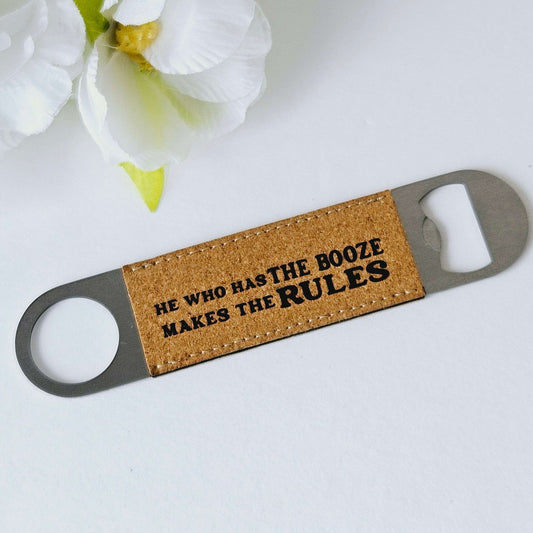 HE WHO HAS THE BOOZE
MAKES THE RULES